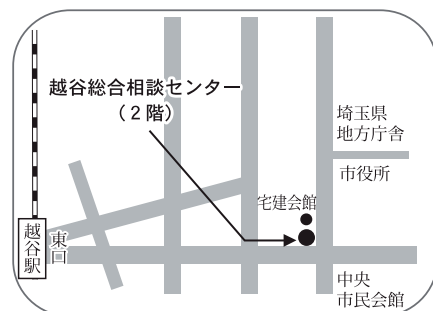 越谷総合相談センター
（２階）
埼玉県
地方庁舎
市役所
宅建会館
越谷駅
東口
中央
市民会館